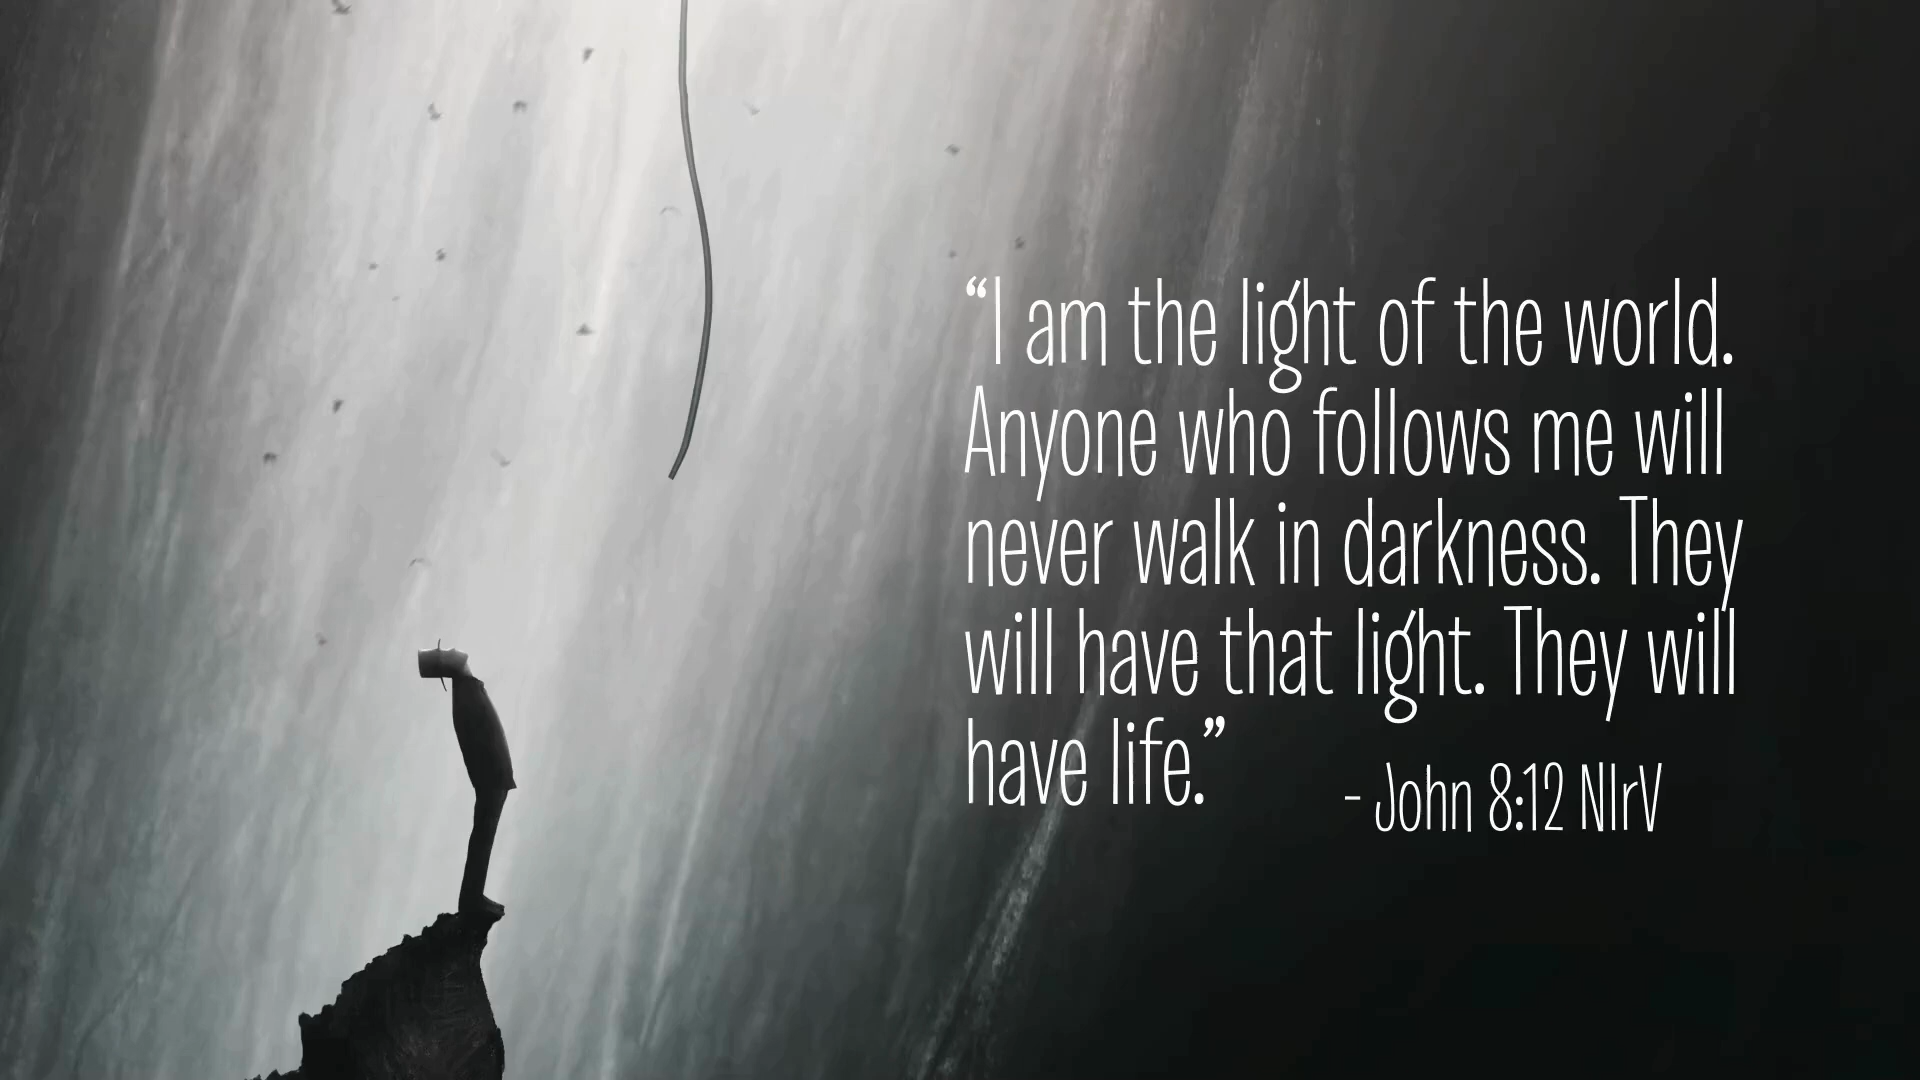 “I am the light of the world.
Anyone who follows me will
never walk in darkness. They
will have that light. They will
have life.”
- John 8:12 NIrV